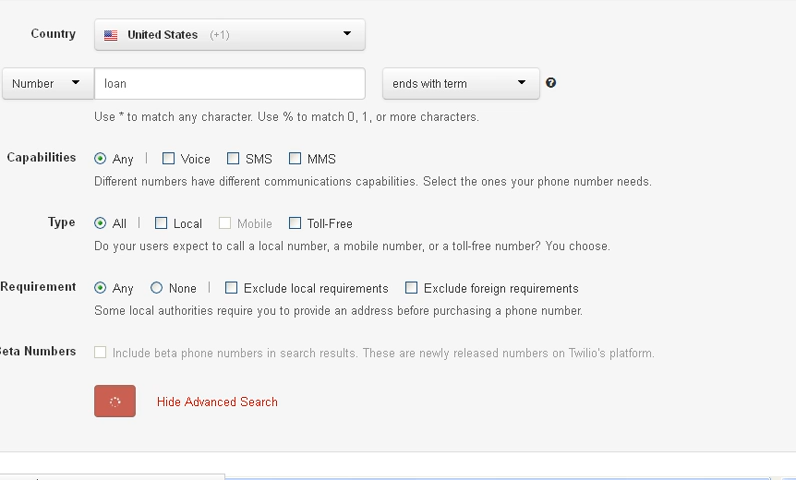 Country United States (+1)
Number loan ends with term ?
Use * to match any character. Use % to match 0, 1, or more characters.
Capabilities Any | Voice SMS MMS
Different numbers have different communications capabilities. Select the ones your phone number needs.
Type All | Local Mobile Toll-Free
Do your users expect to call a local number, a mobile number, or a toll-free number? You choose.
Requirement Any None | Exclude local requirements Exclude foreign requirements
Some local authorities require you to provide an address before purchasing a phone number.
eta Numbers Include beta phone numbers in search results. These are newly released numbers on Twilio's platform.
Hide Advanced Search